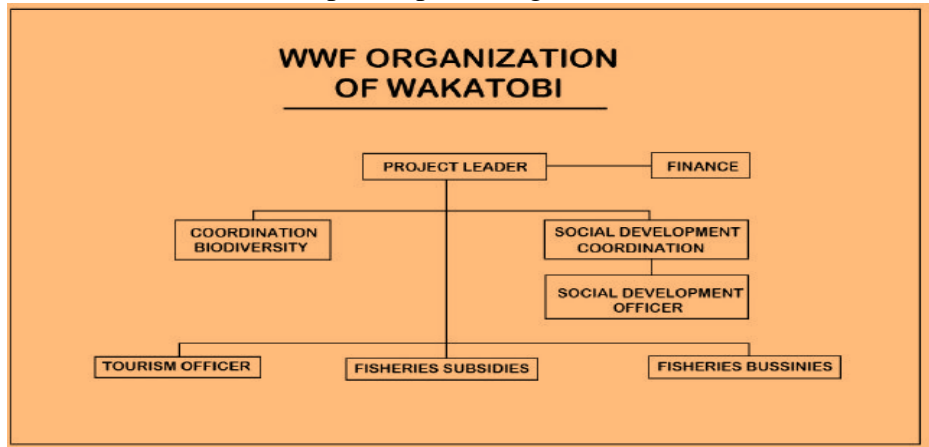 WWF ORGANIZATION
OF WAKATOBI
PROJECT LEADER
FINANCE
COORDINATION
BIODIVERSITY
SOCIAL DEVELOPMENT
COORDINATION
SOCIAL DEVELOPMENT
OFFICER
TOURISM OFFICER
FISHERIES SUBSIDIES
FISHERIES BUSSINIES